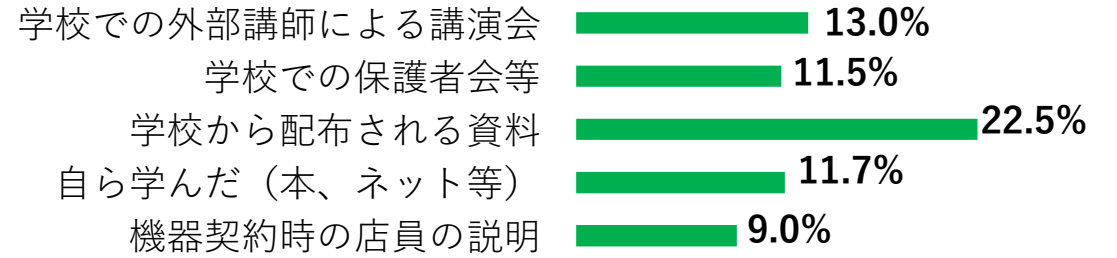 学校での外部講師による講演会 13.0%
学校での保護者会等 11.5%
学校から配布される資料 22.5%
自ら学んだ（本、ネット等） 11.7%
機器契約時の店員の説明 9.0%